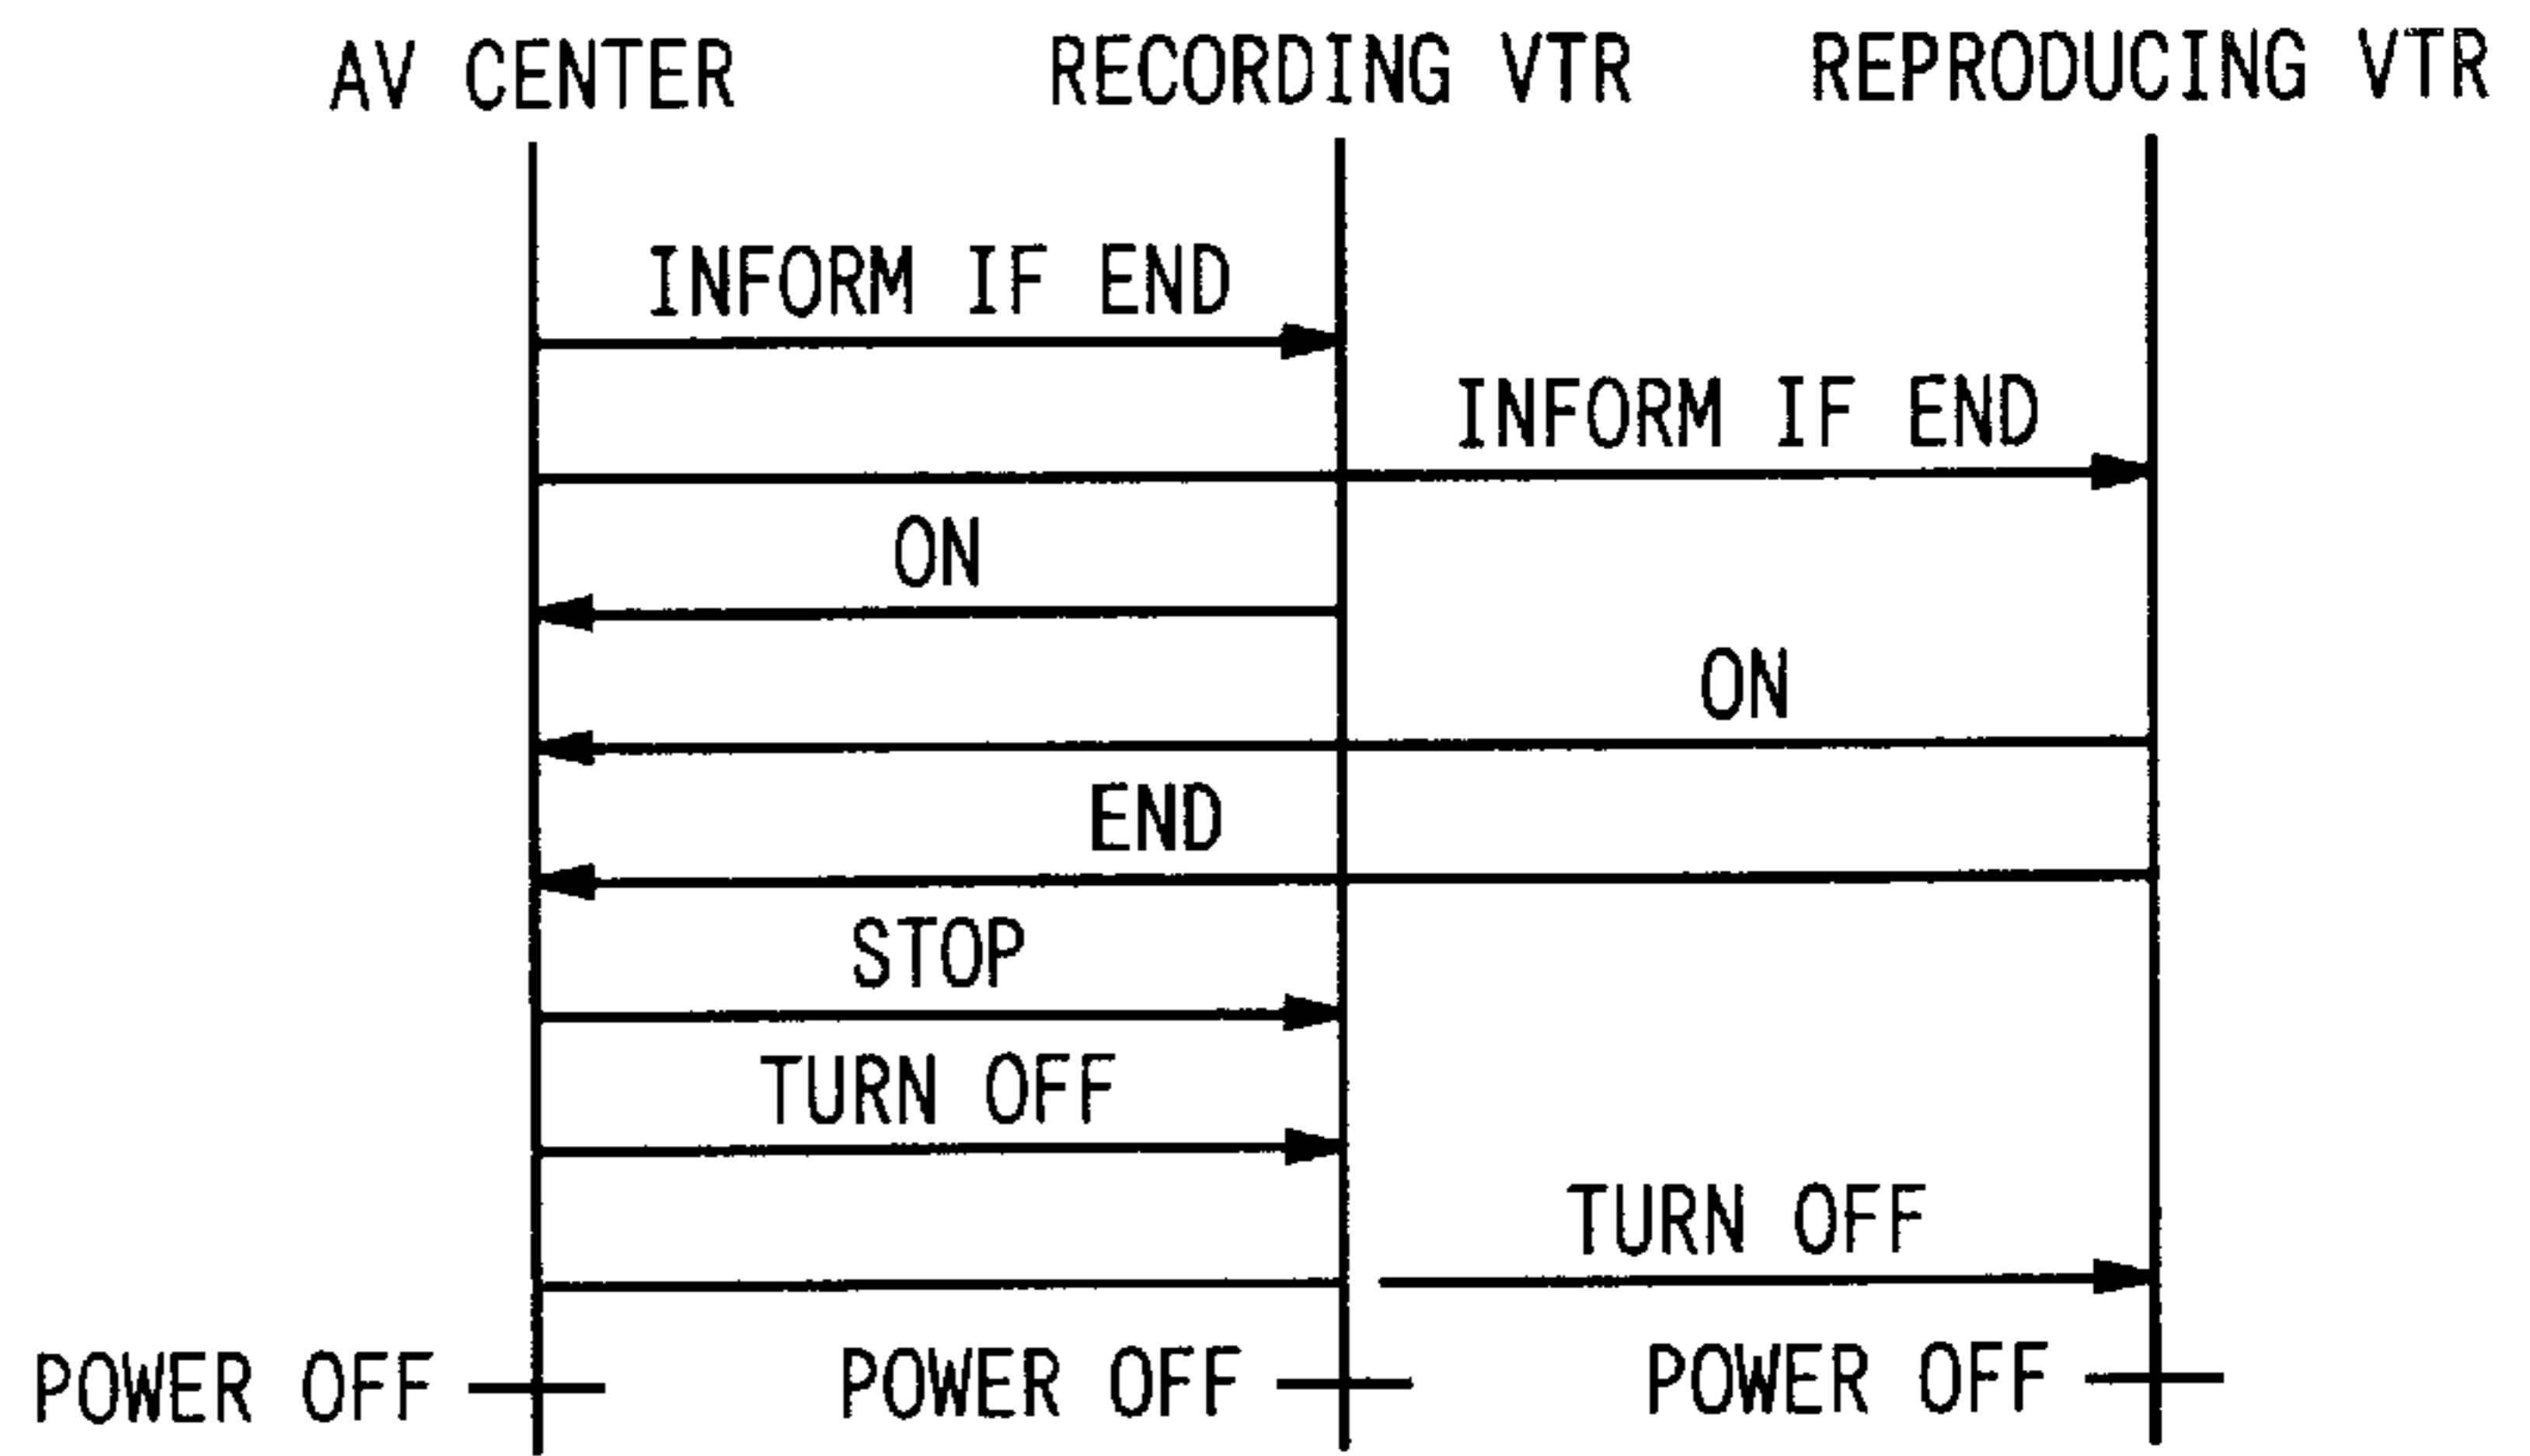 AV CENTER
RECORDING VTR
REPRODUCING VTR
INFORM IF END
INFORM IF END
ON
ON
END
STOP
TURN OFF
TURN OFF
POWER OFF
POWER OFF
POWER OFF